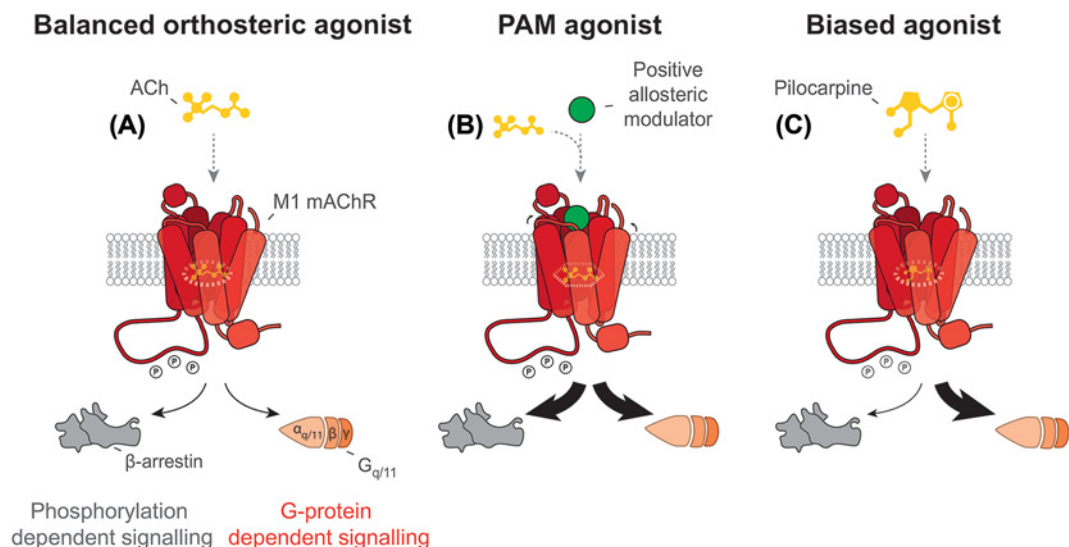 Balanced orthosteric agonist
ACh
(A)
M1 mAChR
P P P
β-arrestin
αq/11 β γ
Gq/11
Phosphorylation
dependent signalling
G-protein
dependent signalling
PAM agonist
Positive
allosteric
modulator
(B)
P P P
Biased agonist
Pilocarpine
(C)
P P P